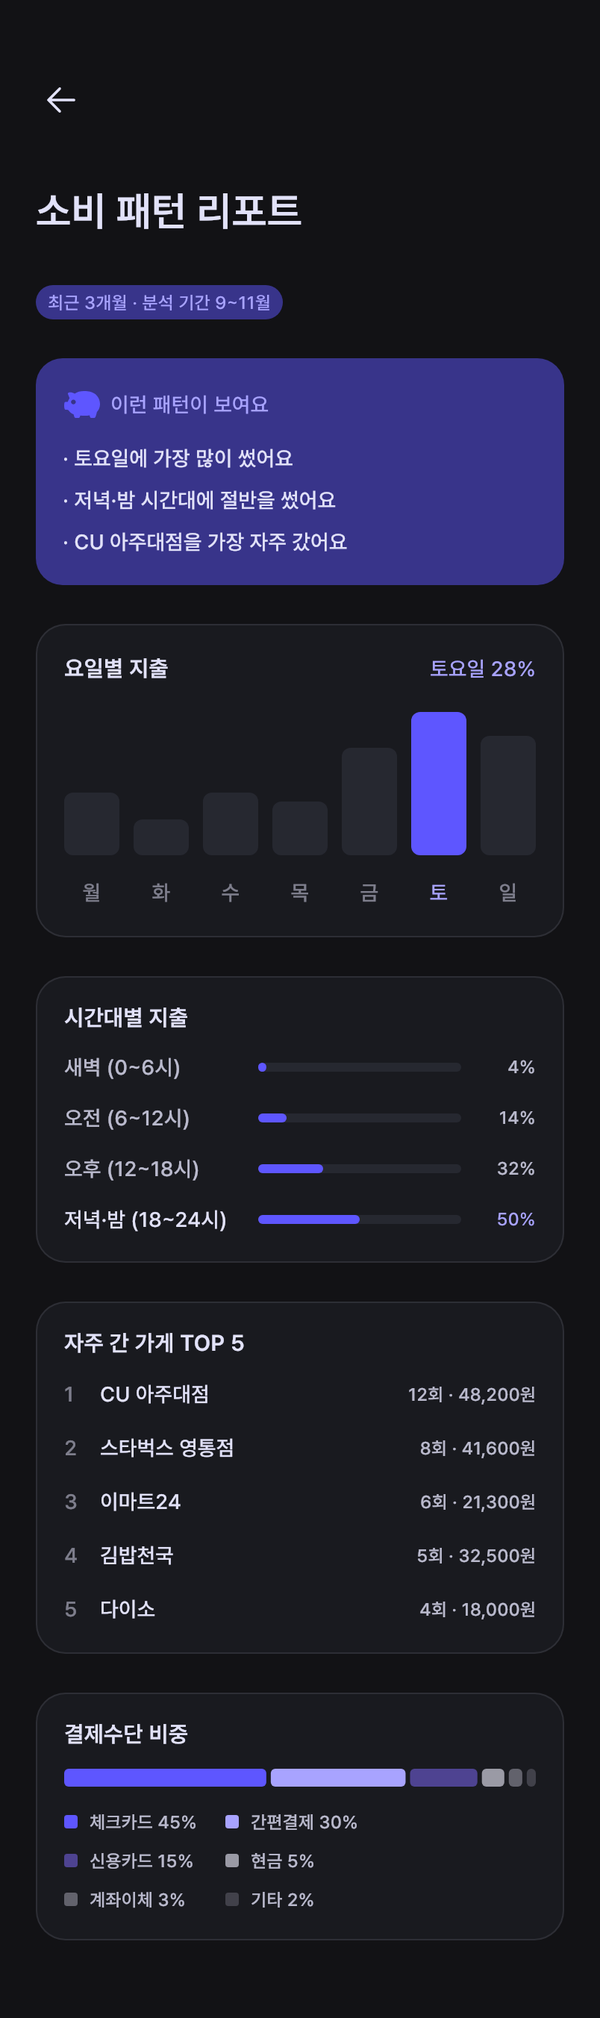 소비 패턴 리포트
최근 3개월 · 분석 기간 9~11월
이런 패턴이 보여요
· 토요일에 가장 많이 썼어요
· 저녁·밤 시간대에 절반을 썼어요
· CU 아주대점을 가장 자주 갔어요
요일별 지출 토요일 28%
월 화 수 목 금 토 일
시간대별 지출
새벽 (0~6시) 4%
오전 (6~12시) 14%
오후 (12~18시) 32%
저녁·밤 (18~24시) 50%
자주 간 가게 TOP 5
1 CU 아주대점 12회 · 48,200원
2 스타벅스 영통점 8회 · 41,600원
3 이마트24 6회 · 21,300원
4 김밥천국 5회 · 32,500원
5 다이소 4회 · 18,000원
결제수단 비중
체크카드 45% 간편결제 30%
신용카드 15% 현금 5%
계좌이체 3% 기타 2%